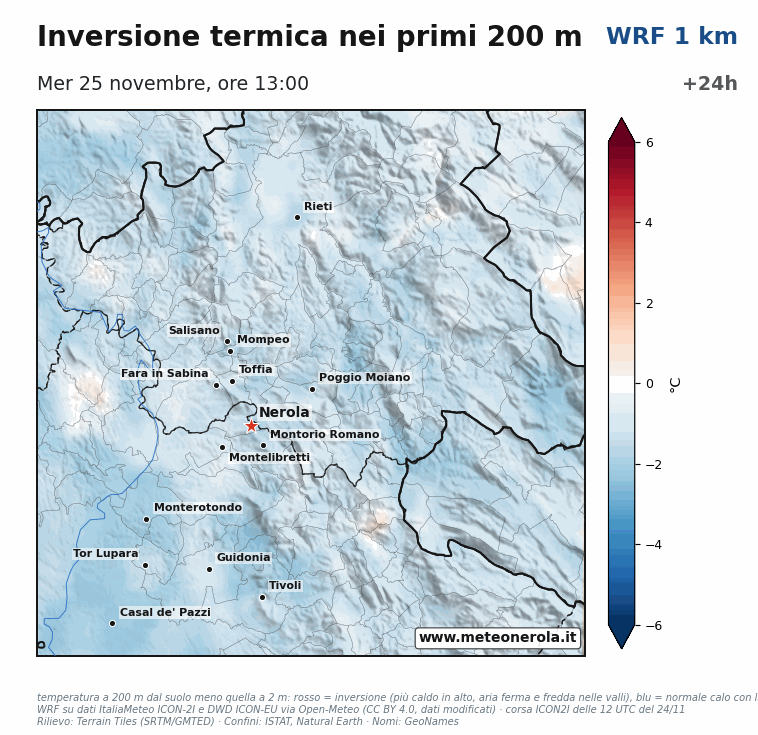 Inversione termica nei primi 200 m
WRF 1 km
Mer 25 novembre, ore 13:00
+24h
Rieti
Salisano
Mompeo
Fara in Sabina
Toffia
Poggio Moiano
Nerola
Montorio Romano
Montelibretti
Monterotondo
Tor Lupara
Guidonia
Tivoli
Casal de' Pazzi
www.meteonerola.it
6
4
2
0
−2
−4
−6
°C
temperatura a 200 m dal suolo meno quella a 2 m: rosso = inversione (più caldo in alto, aria ferma e fredda nelle valli), blu = normale calo con l
WRF su dati ItaliaMeteo ICON-2I e DWD ICON-EU via Open-Meteo (CC BY 4.0, dati modificati) · corsa ICON2I delle 12 UTC del 24/11
Rilievo: Terrain Tiles (SRTM/GMTED) · Confini: ISTAT, Natural Earth · Nomi: GeoNames